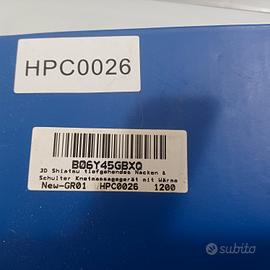 HPC0026
B06Y45GBXQ
3D Shiatsu tiefgehendes Nacken &
Schulter Knetmassagegerät mit Wärme
New-GR01 HPC0026 1200
subito